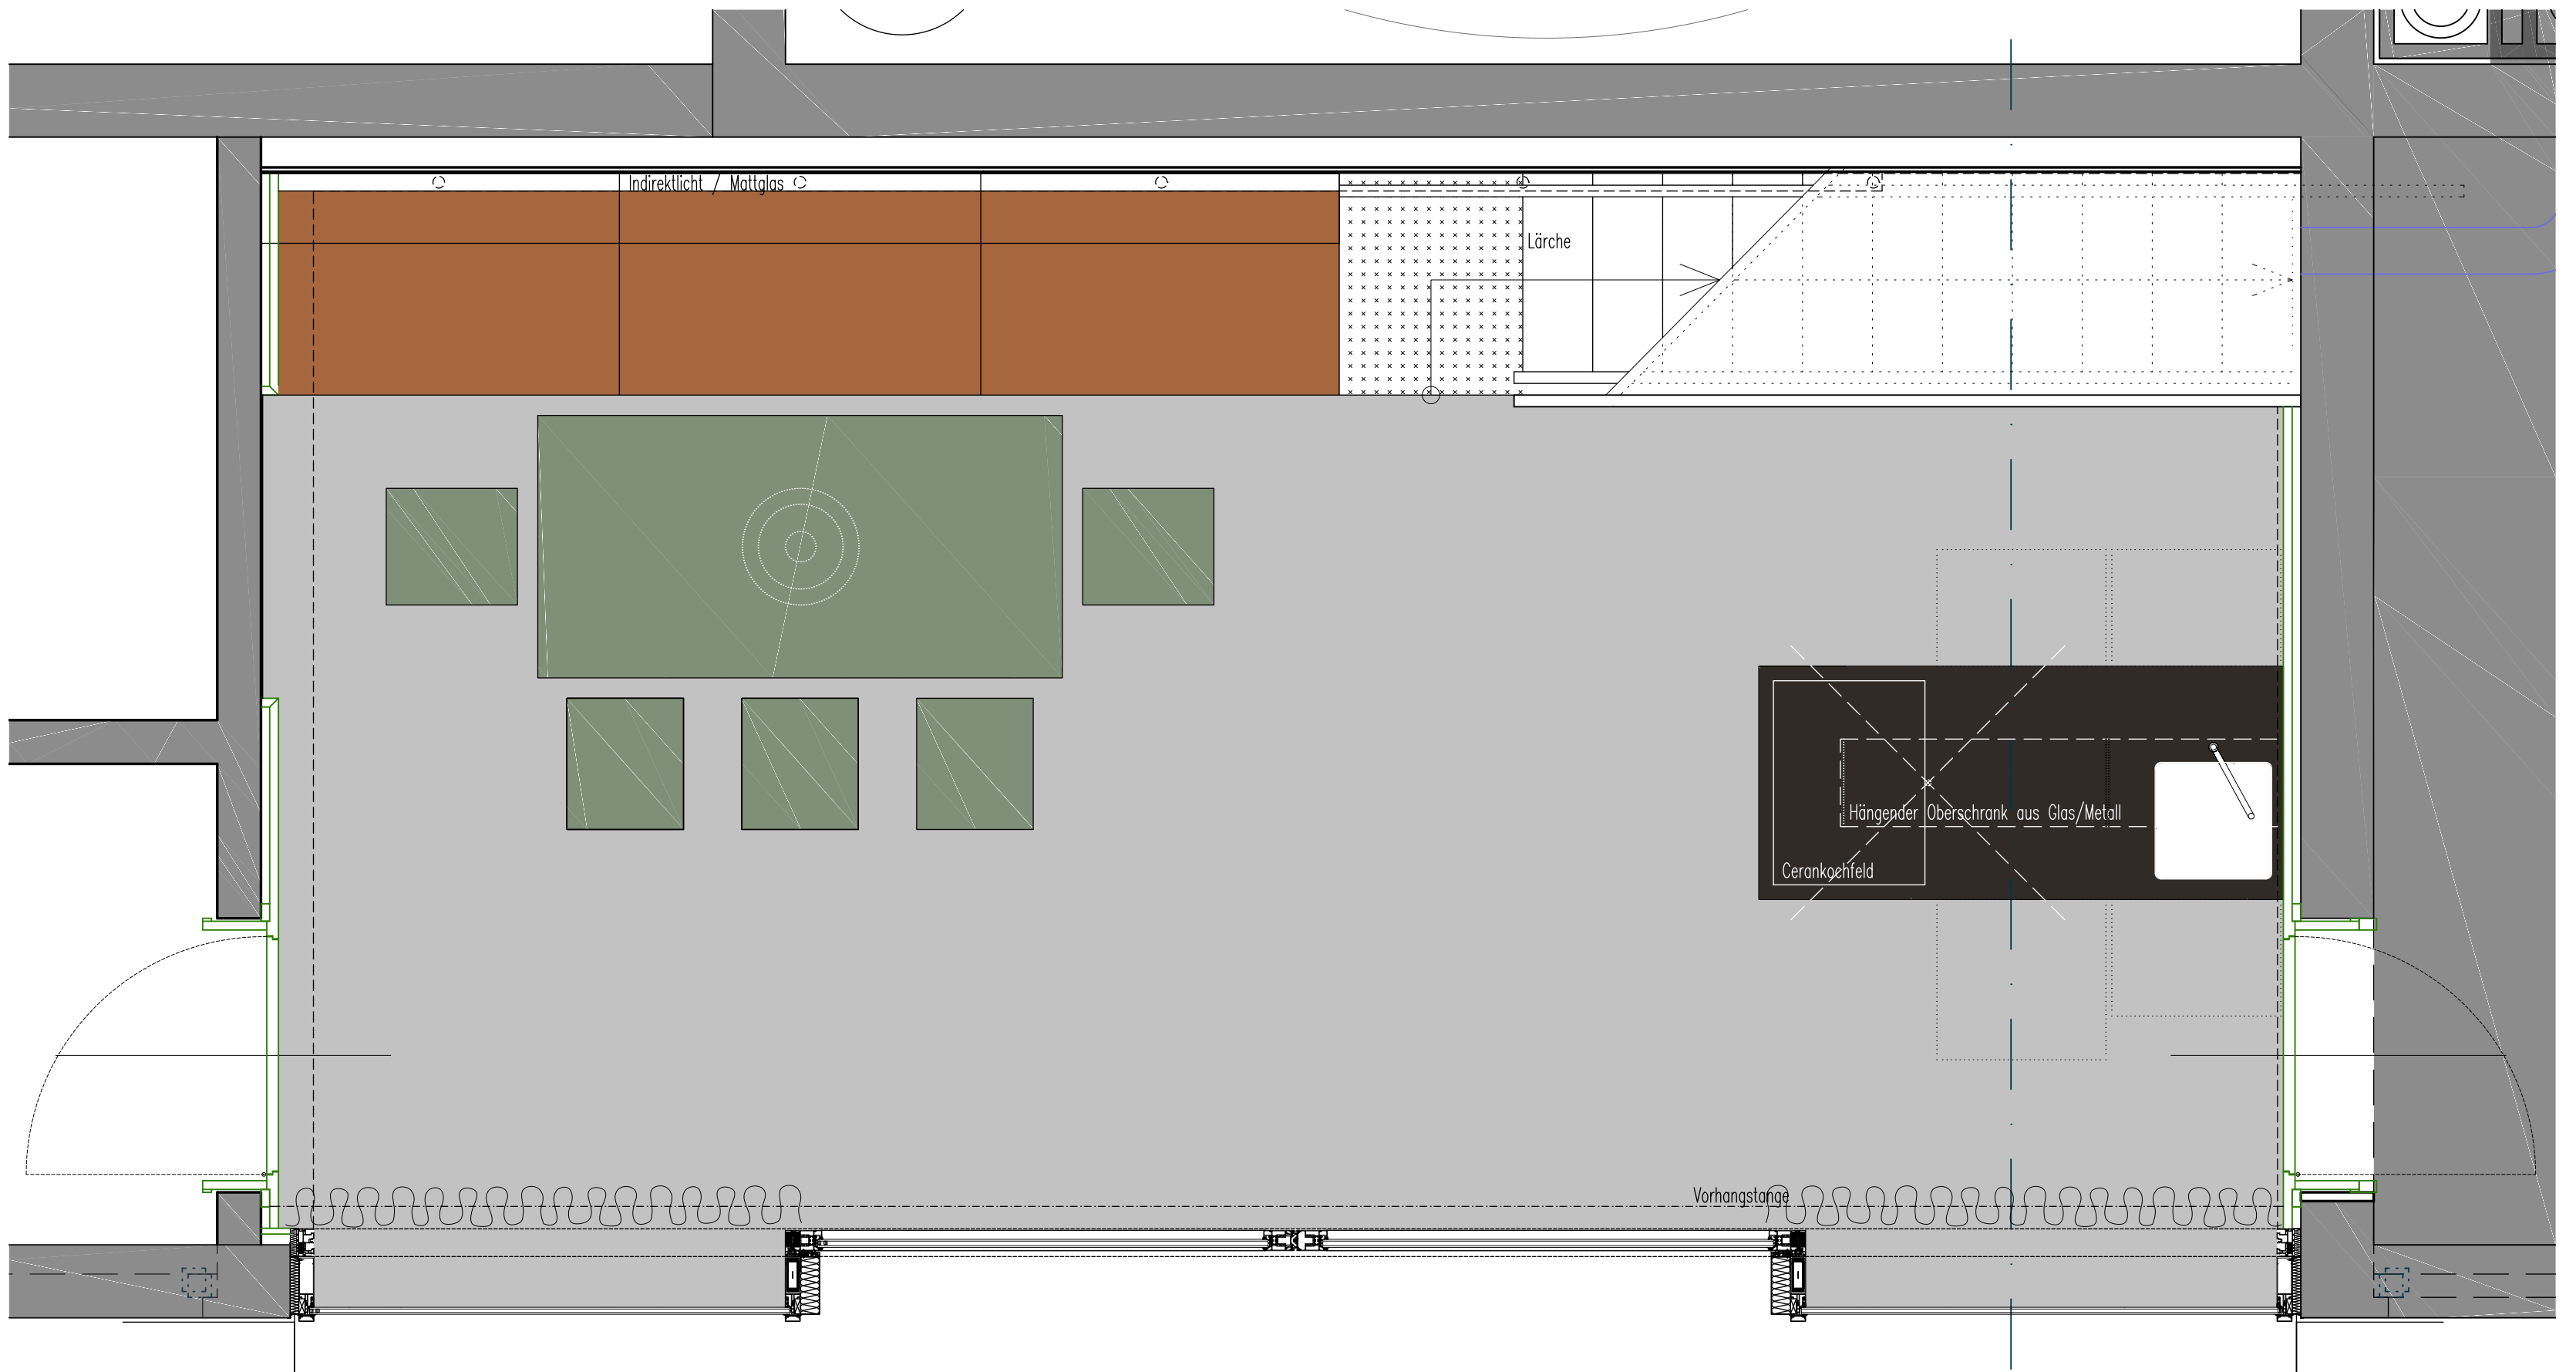 Indirektlicht / Mattglas
Lärche
Hängender Oberschrank aus Glas/Metall
Cerankochfeld
Vorhangstange